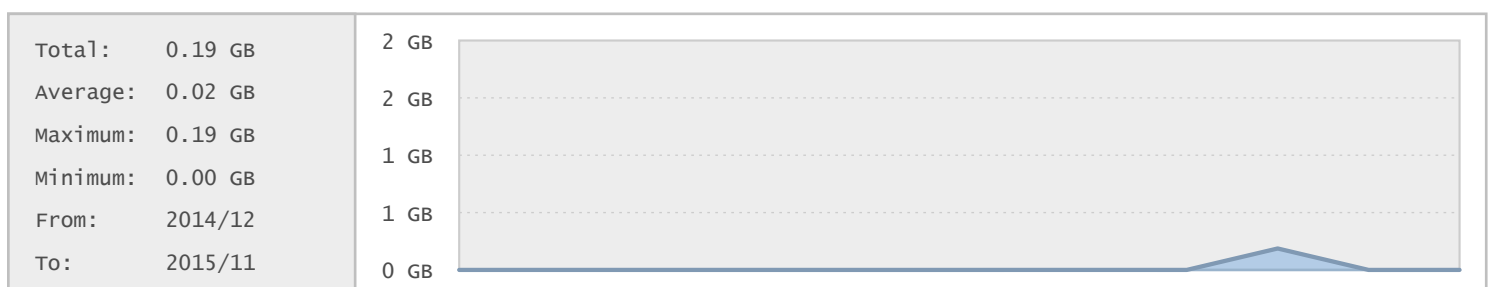 Total: 0.19 GB
Average: 0.02 GB
Maximum: 0.19 GB
Minimum: 0.00 GB
From: 2014/12
To: 2015/11
2 GB
2 GB
1 GB
1 GB
0 GB